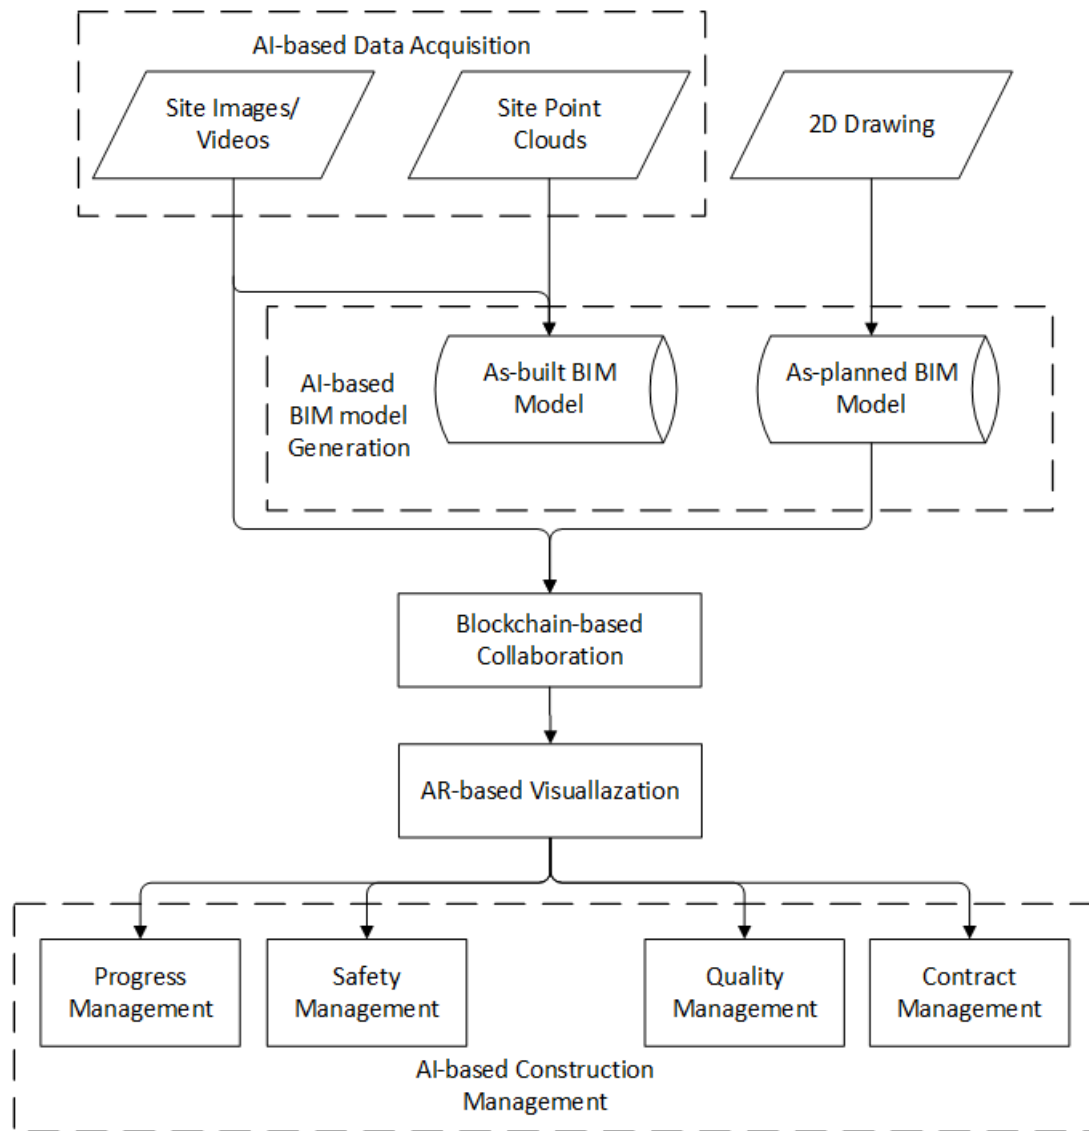 AI-based Data Acquisition
Site Images/
Videos
Site Point
Clouds
2D Drawing
AI-based
BIM model
Generation
As-built BIM
Model
As-planned BIM
Model
Blockchain-based
Collaboration
AR-based Visuallazation
Progress
Management
Safety
Management
Quality
Management
Contract
Management
AI-based Construction
Management